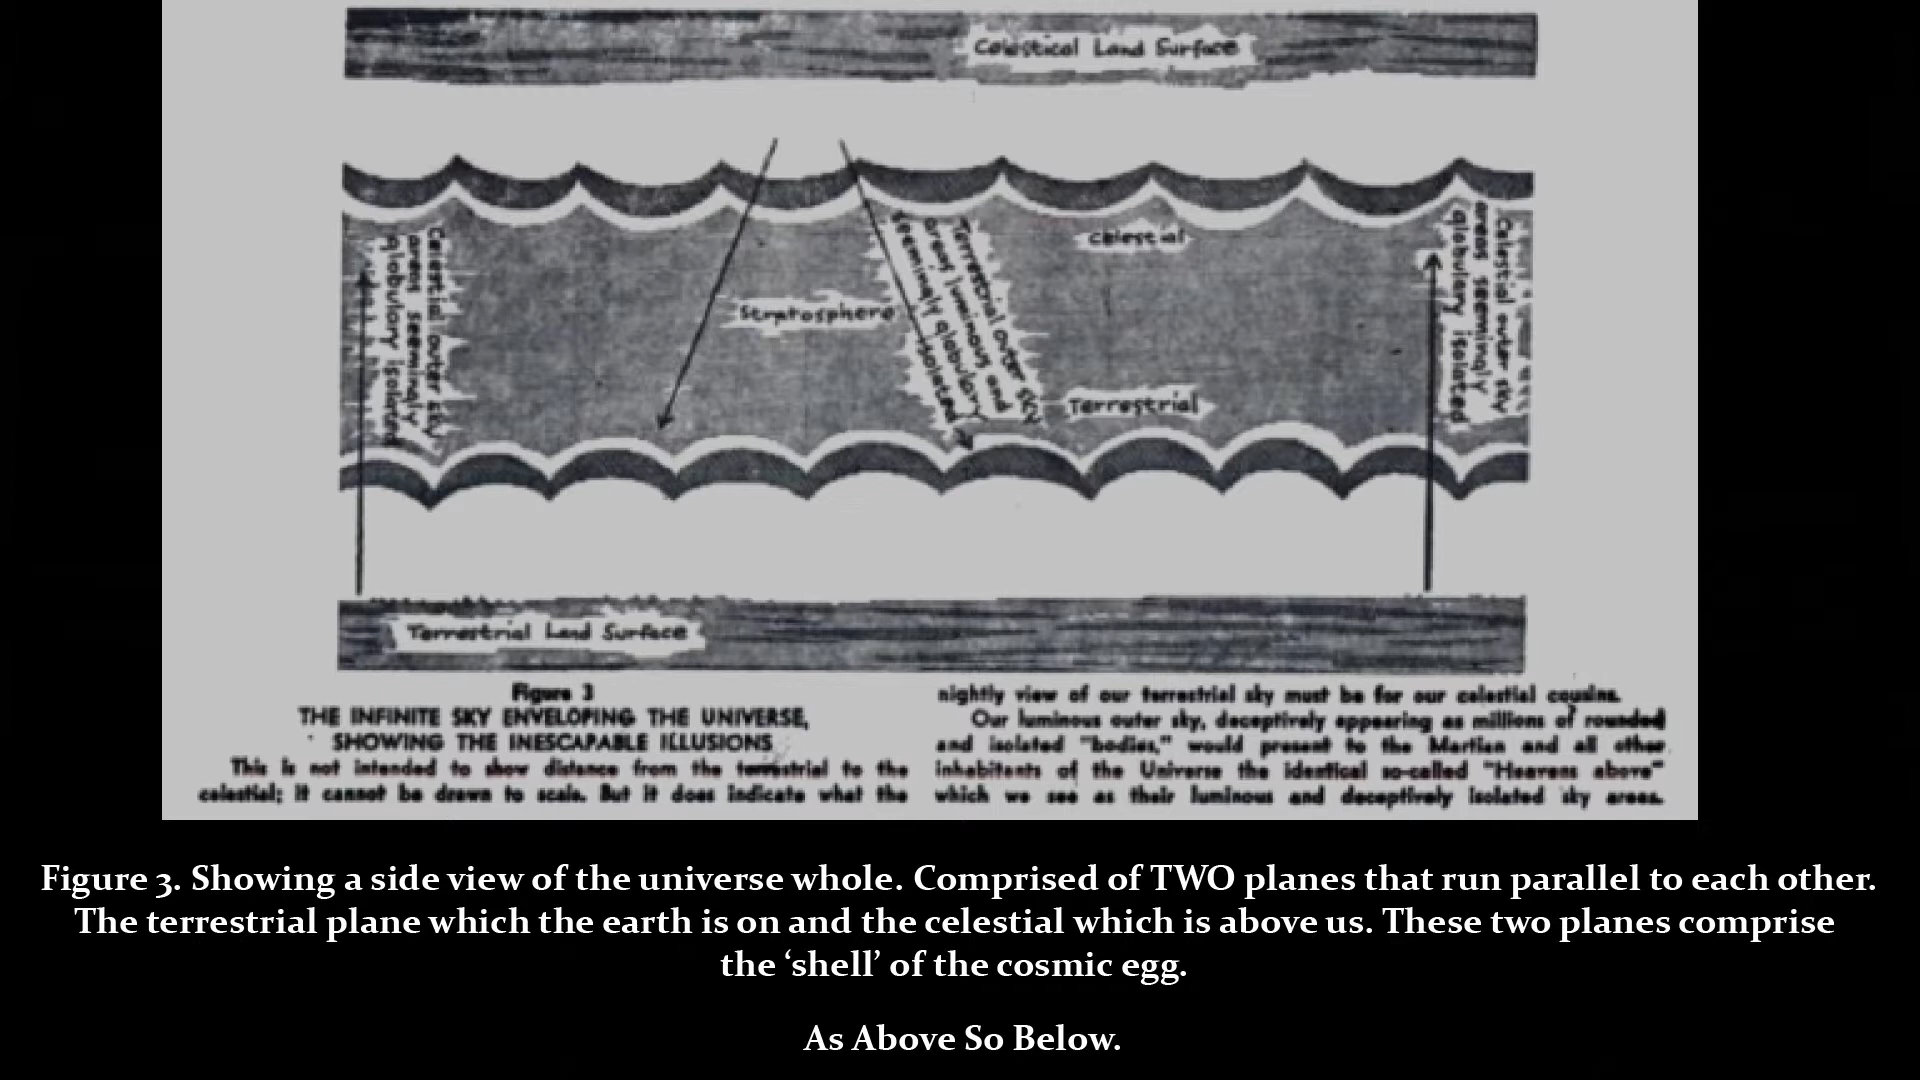 Celestical Land Surface
Celestial outer sky
areas seemingly
globulary isolated
Stratosphere
Terrestrial outer sky
areas luminous and
seemingly globulary
isolated
Celestial
Terrestrial
Celestial outer sky
areas seemingly
globulary isolated
Terrestrial Land Surface
Figure 3
THE INFINITE SKY ENVELOPING THE UNIVERSE,
SHOWING THE INESCAPABLE ILLUSIONS
This is not intended to show distance from the terrestrial to the
celestial; it cannot be drawn to scale. But it does indicate what the
nightly view of our terrestrial sky must be for our celestial cousins.
Our luminous outer sky, deceptively appearing as millions of rounded
and isolated "bodies," would present to the Martian and all other
inhabitants of the Universe the identical so-called "Heavens above"
which we see as their luminous and deceptively isolated sky areas.
Figure 3. Showing a side view of the universe whole. Comprised of TWO planes that run parallel to each other.
The terrestrial plane which the earth is on and the celestial which is above us. These two planes comprise
the ‘shell’ of the cosmic egg.
As Above So Below.